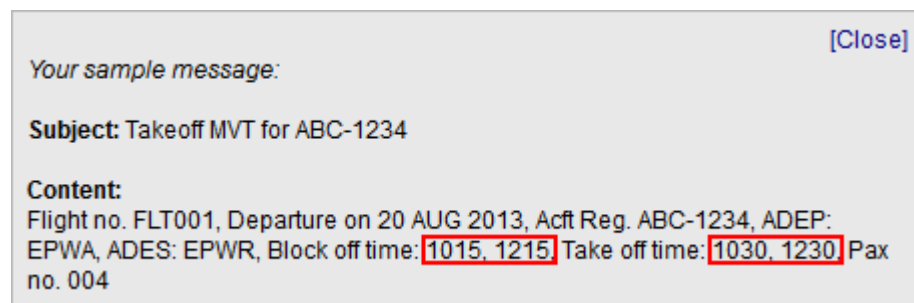 [Close]
Your sample message:
Subject: Takeoff MVT for ABC-1234
Content:
Flight no. FLT001, Departure on 20 AUG 2013, Acft Reg. ABC-1234, ADEP:
EPWA, ADES: EPWR, Block off time: 1015, 1215, Take off time: 1030, 1230, Pax
no. 004